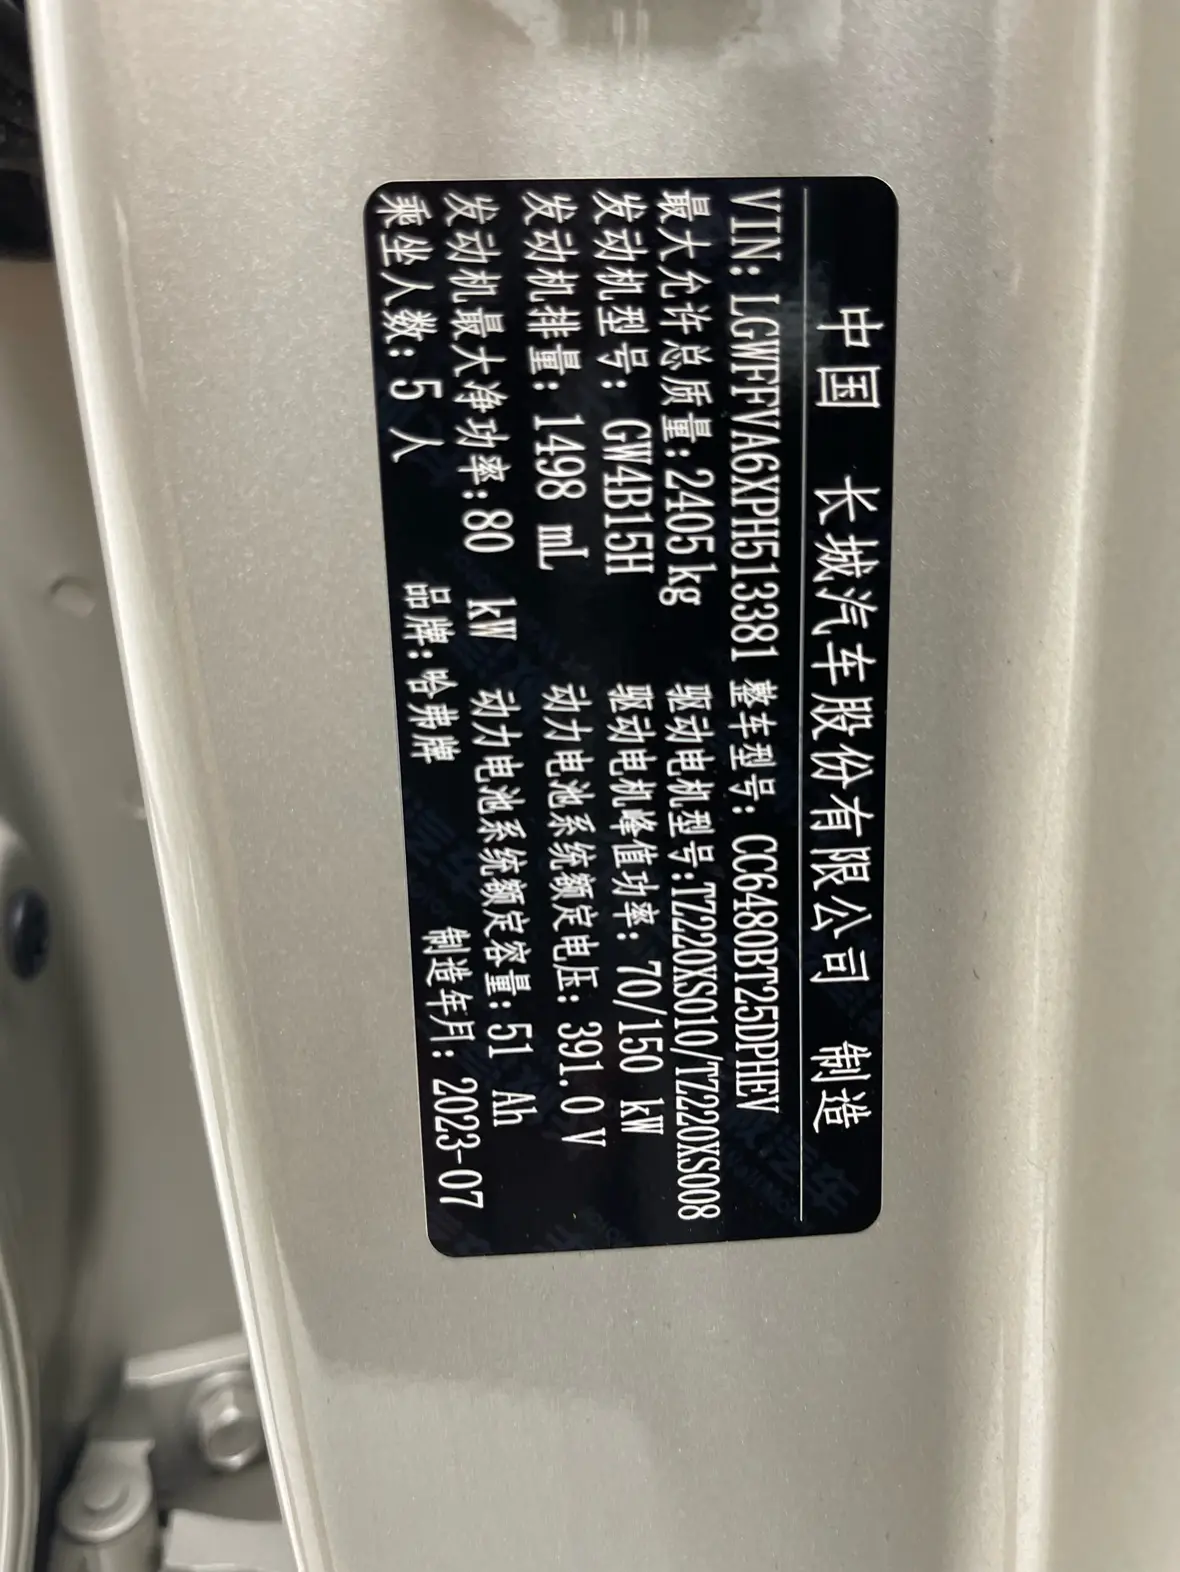 中国 长城汽车股份有限公司 制造
VIN: LGWFFVA6XPH513381 整车型号: CC6480BT25DPHEV
最大允许总质量:2405kg 驱动电机型号:TZ220XS010/TZ220XS008
发动机型号: GW4B15H 驱动电机峰值功率: 70/150 kW
发动机排量: 1498 mL 动力电池系统额定电压: 391.0 V
发动机最大净功率:80 kW 动力电池系统额定容量:51 Ah
乘坐人数: 5 人 品牌: 哈弗牌 制造年月: 2023-07